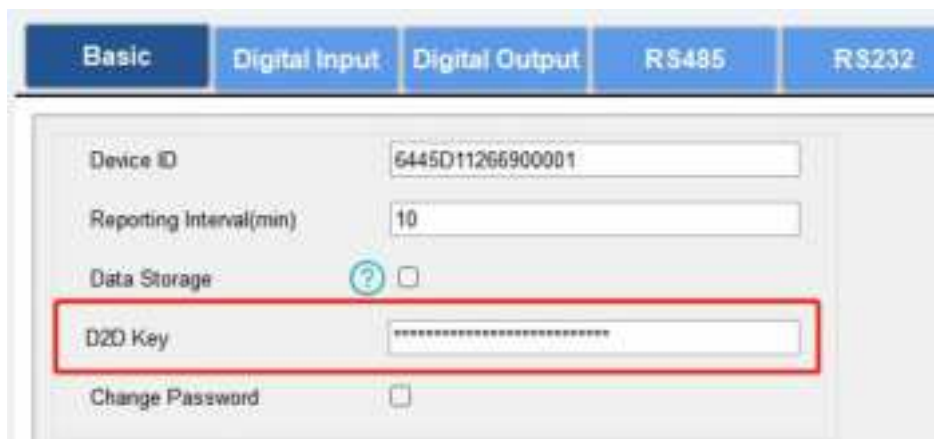 Basic Digital Input Digital Output RS485 RS232
Device ID 6445D11266900001
Reporting Interval(min) 10
Data Storage ?
D2D Key ***************************
Change Password